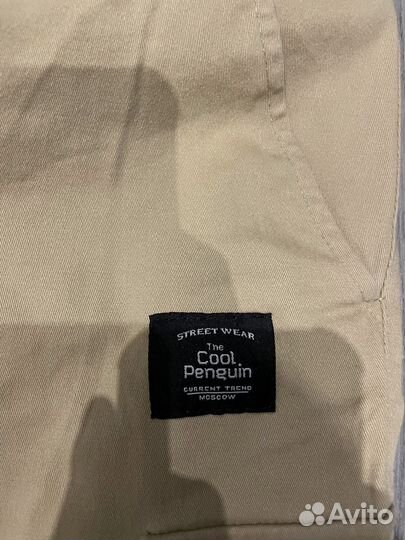 STREET WEAR
The
Cool
Penguin
CURRENT TREND
MOSCOW
Avito